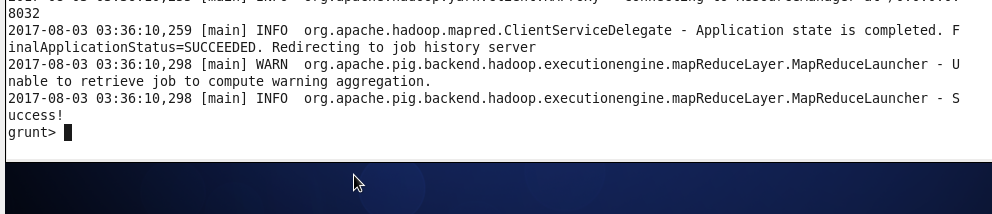 8032
2017-08-03 03:36:10,259 [main] INFO  org.apache.hadoop.mapred.ClientServiceDelegate - Application state is completed. F
inalApplicationStatus=SUCCEEDED. Redirecting to job history server
2017-08-03 03:36:10,298 [main] WARN  org.apache.pig.backend.hadoop.executionengine.mapReduceLayer.MapReduceLauncher - U
nable to retrieve job to compute warning aggregation.
2017-08-03 03:36:10,298 [main] INFO  org.apache.pig.backend.hadoop.executionengine.mapReduceLayer.MapReduceLauncher - S
uccess!
grunt>